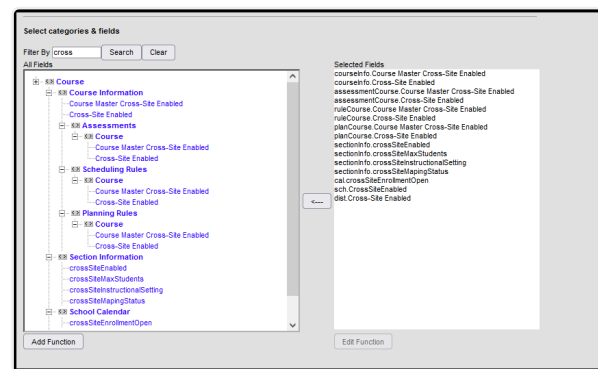 Select categories & fields
Filter By cross Search Clear
All Fields
Course
Course Information
Course Master Cross-Site Enabled
Cross-Site Enabled
Assessments
Course
Course Master Cross-Site Enabled
Cross-Site Enabled
Scheduling Rules
Course
Course Master Cross-Site Enabled
Cross-Site Enabled
Planning Rules
Course
Course Master Cross-Site Enabled
Cross-Site Enabled
Section Information
crossSiteEnabled
crossSiteMaxStudents
crossSiteInstructionalSetting
crossSiteMapingStatus
School Calendar
crossSiteEnrollmentOpen
Add Function
<---
Selected Fields
courseInfo.Course Master Cross-Site Enabled
courseInfo.Cross-Site Enabled
assessmentCourse.Course Master Cross-Site Enabled
assessmentCourse.Cross-Site Enabled
ruleCourse.Course Master Cross-Site Enabled
ruleCourse.Cross-Site Enabled
planCourse.Course Master Cross-Site Enabled
planCourse.Cross-Site Enabled
sectionInfo.crossSiteEnabled
sectionInfo.crossSiteMaxStudents
sectionInfo.crossSiteInstructionalSetting
sectionInfo.crossSiteMapingStatus
cal.crossSiteEnrollmentOpen
sch.CrossSiteEnabled
dist.Cross-Site Enabled
Edit Function